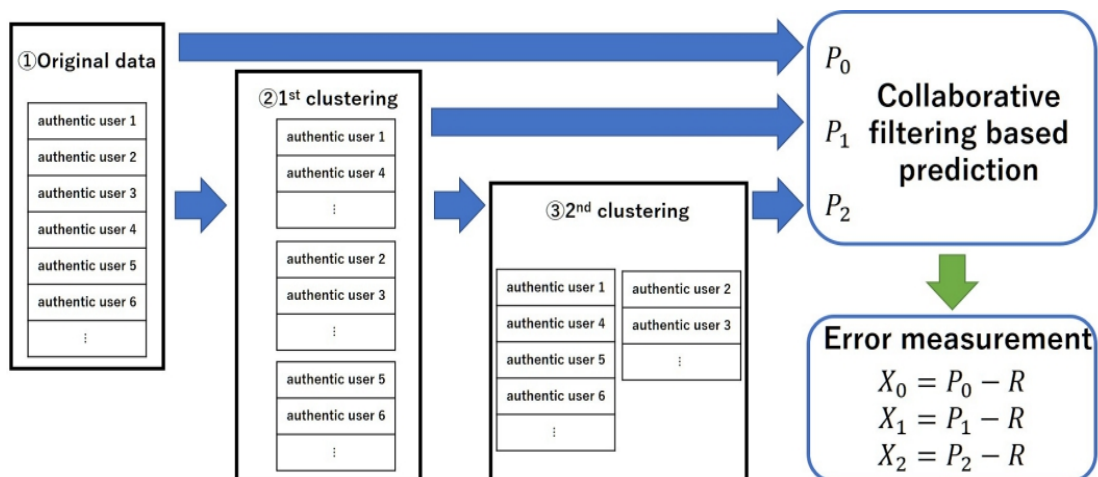 ①Original data
authentic user 1
authentic user 2
authentic user 3
authentic user 4
authentic user 5
authentic user 6
⋮
②1st clustering
authentic user 1
authentic user 4
⋮
authentic user 2
authentic user 3
⋮
authentic user 5
authentic user 6
⋮
③2nd clustering
authentic user 1
authentic user 4
authentic user 5
authentic user 6
⋮
authentic user 2
authentic user 3
⋮
P₀
P₁
P₂
Collaborative
filtering based
prediction
Error measurement
X₀ = P₀ − R
X₁ = P₁ − R
X₂ = P₂ − R